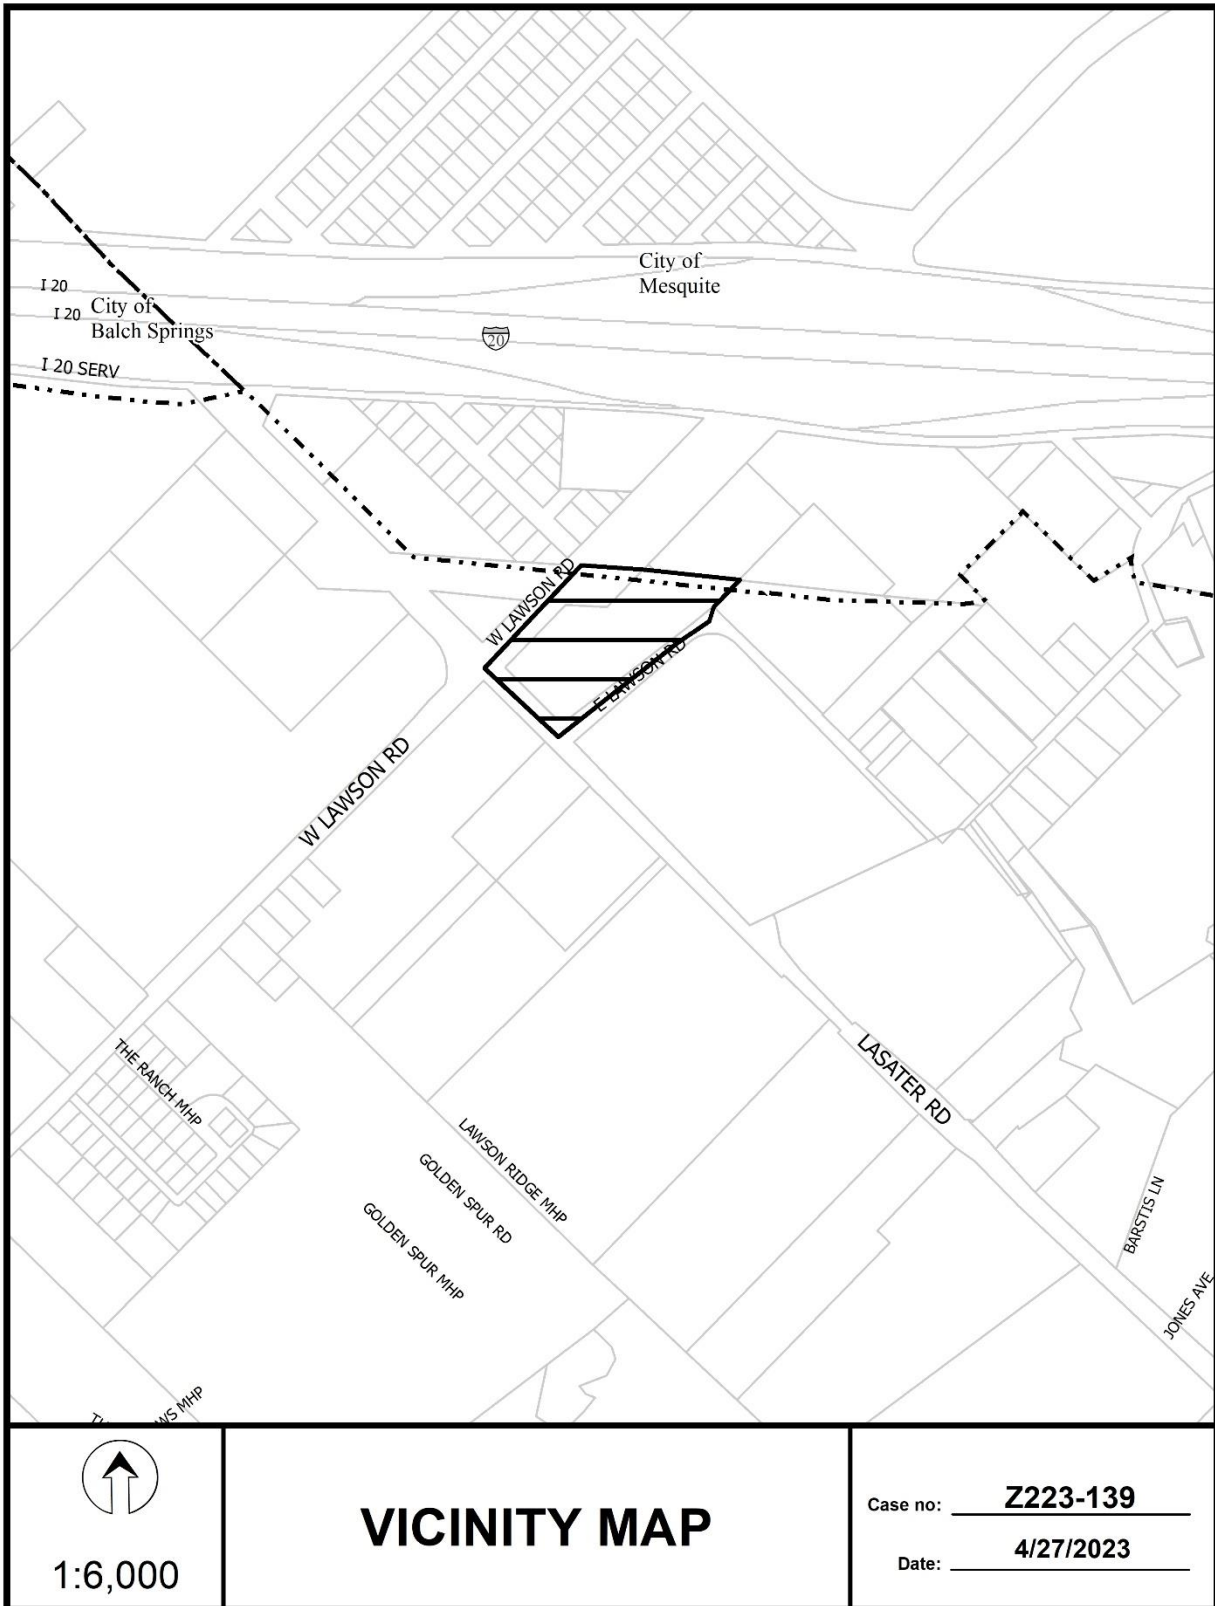 City of
Mesquite
I 20
City of
I 20
Balch Springs
20
I 20 SERV
W LAWSON RD
E LAWSON RD
W LAWSON RD
THE RANCH MHP
LASATER RD
LAWSON RIDGE MHP
GOLDEN SPUR RD
GOLDEN SPUR MHP
BARSTIS LN
JONES AVE
1:6,000
VICINITY MAP
Case no: Z223-139
Date: 4/27/2023